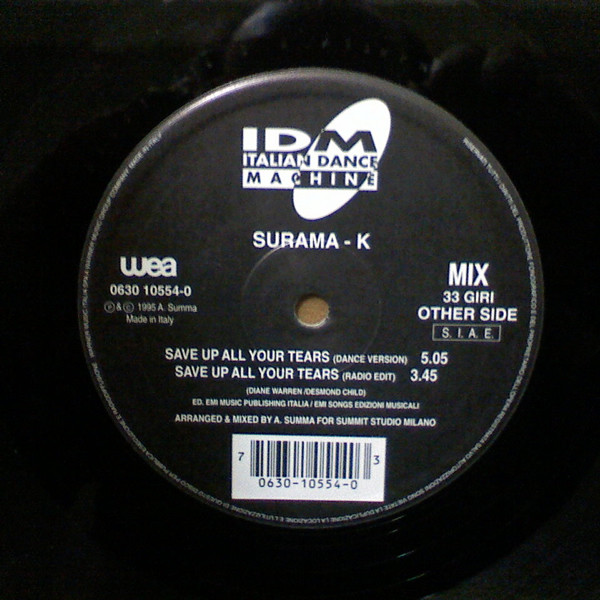 IDM
ITALIAN DANCE
MACHINE
SURAMA - K
wea
0630 10554-0
℗ & © 1995 A. Summa
Made in Italy
MIX
33 GIRI
OTHER SIDE
S. I. A. E.
SAVE UP ALL YOUR TEARS (DANCE VERSION) 5.05
SAVE UP ALL YOUR TEARS (RADIO EDIT) 3.45
(DIANE WARREN /DESMOND CHILD)
ED. EMI MUSIC PUBLISHING ITALIA / EMI SONGS EDIZIONI MUSICALI
ARRANGED & MIXED BY A. SUMMA FOR SUMMIT STUDIO MILANO
7 3
0630-10554-0